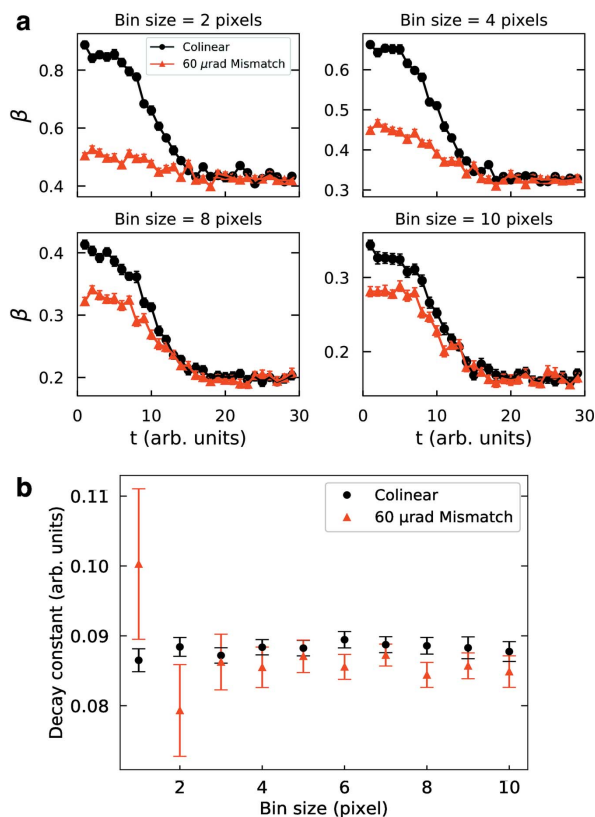 a
Bin size = 2 pixels
Bin size = 4 pixels
Colinear
60 μrad Mismatch
β
0.8
0.6
0.4
0.6
0.5
0.4
0.3
Bin size = 8 pixels
Bin size = 10 pixels
β
0.4
0.3
0.2
0.3
0.2
0 10 20 30
0 10 20 30
t (arb. units)
t (arb. units)
b
Colinear
60 μrad Mismatch
Decay constant (arb. units)
0.11
0.10
0.09
0.08
2 4 6 8 10
Bin size (pixel)